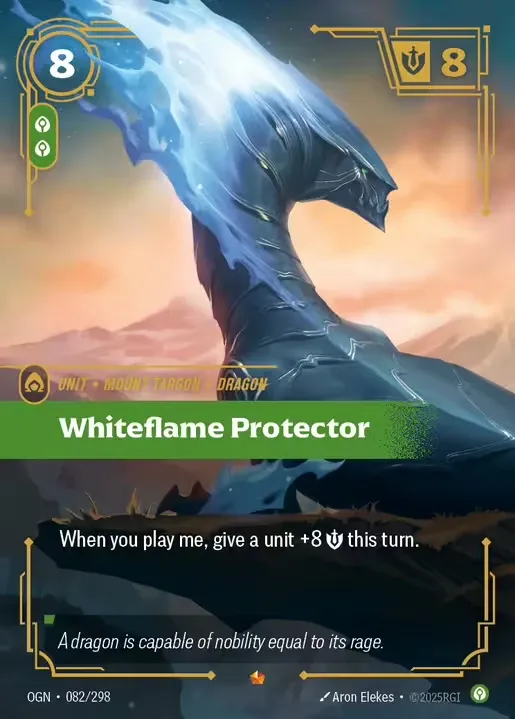 8
8
UNIT • MOUNT TARGON • DRAGON
Whiteflame Protector
When you play me, give a unit +8 this turn.
A dragon is capable of nobility equal to its rage.
OGN • 082/298
Aron Elekes • ©2025RGI